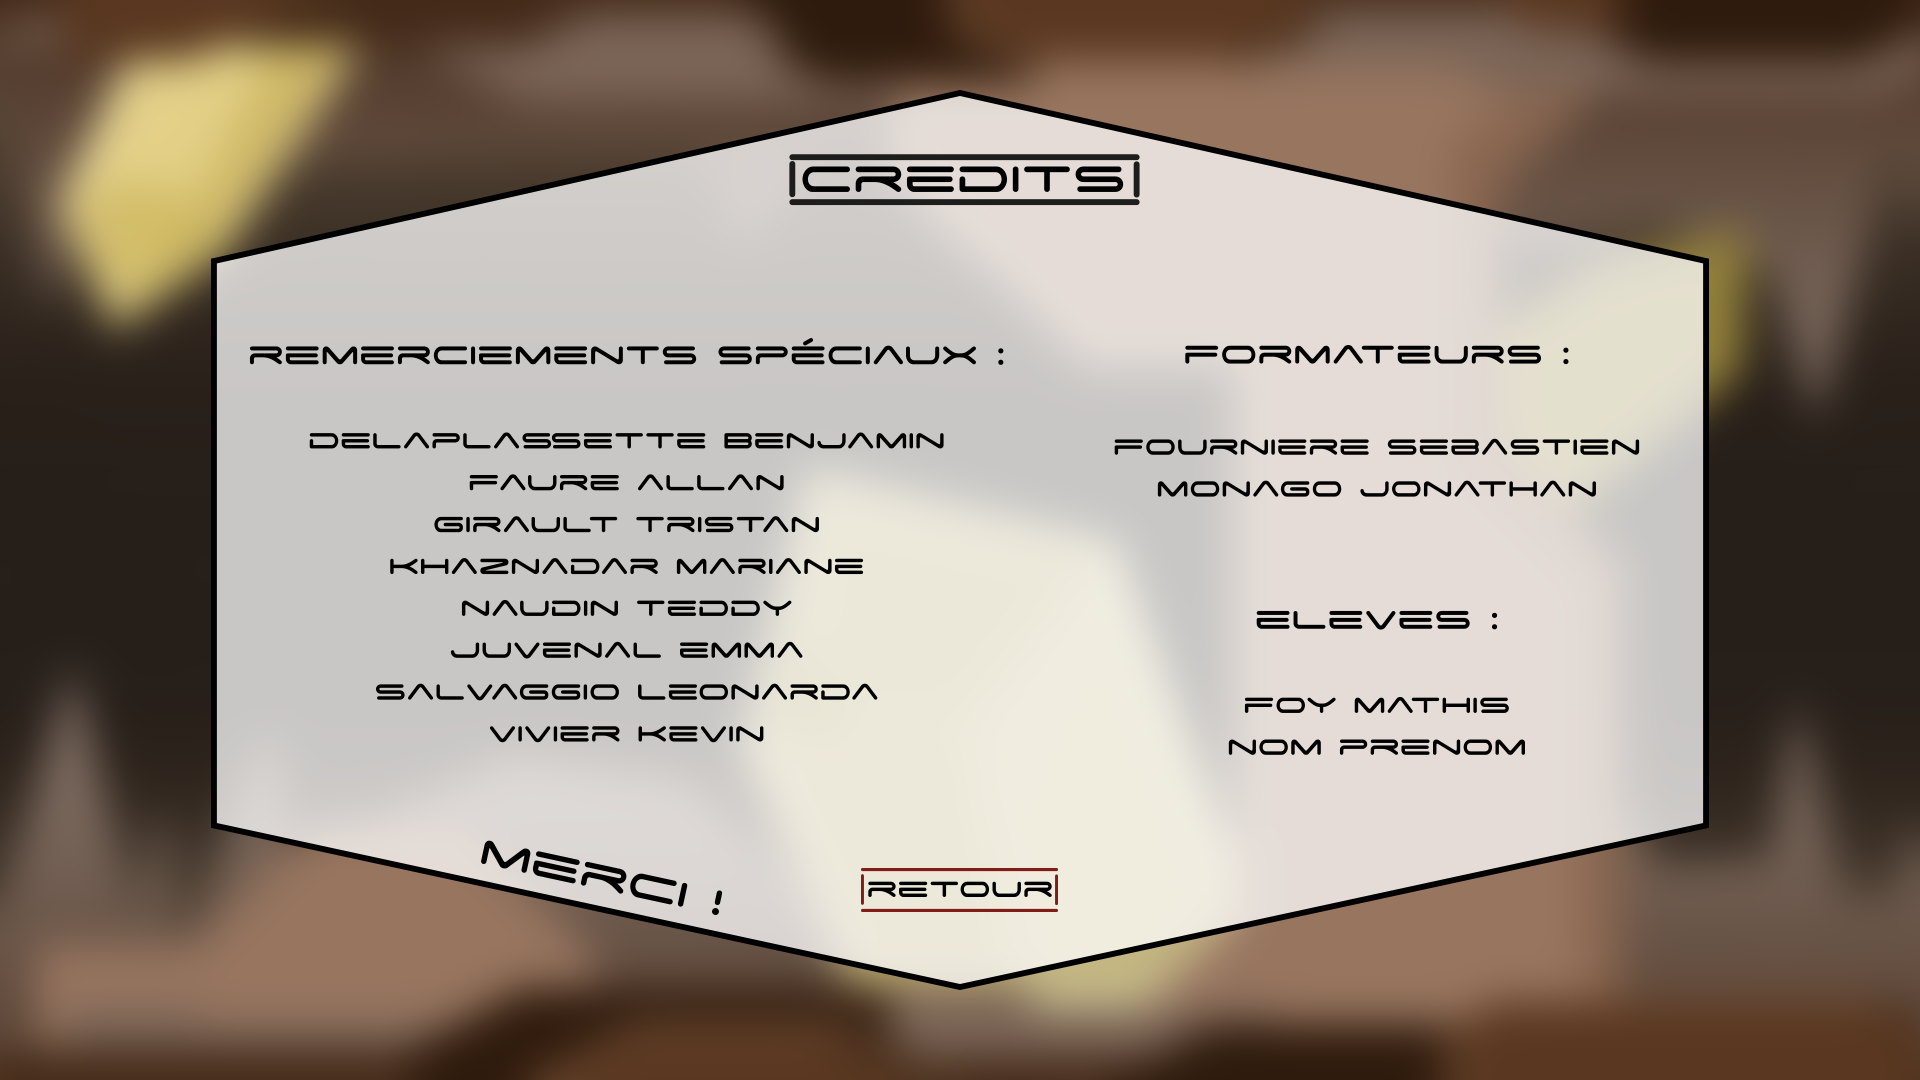 CREDITS
REMERCIEMENTS SPÉCIAUX :
DELAPLASSETTE BENJAMIN
FAURE ALLAN
GIRAULT TRISTAN
KHAZNADAR MARIANE
NAUDIN TEDDY
JUVENAL EMMA
SALVAGGIO LEONARDA
VIVIER KEVIN
FORMATEURS :
FOURNIERE SEBASTIEN
MONAGO JONATHAN
ELEVES :
FOY MATHIS
NOM PRENOM
MERCI !
RETOUR